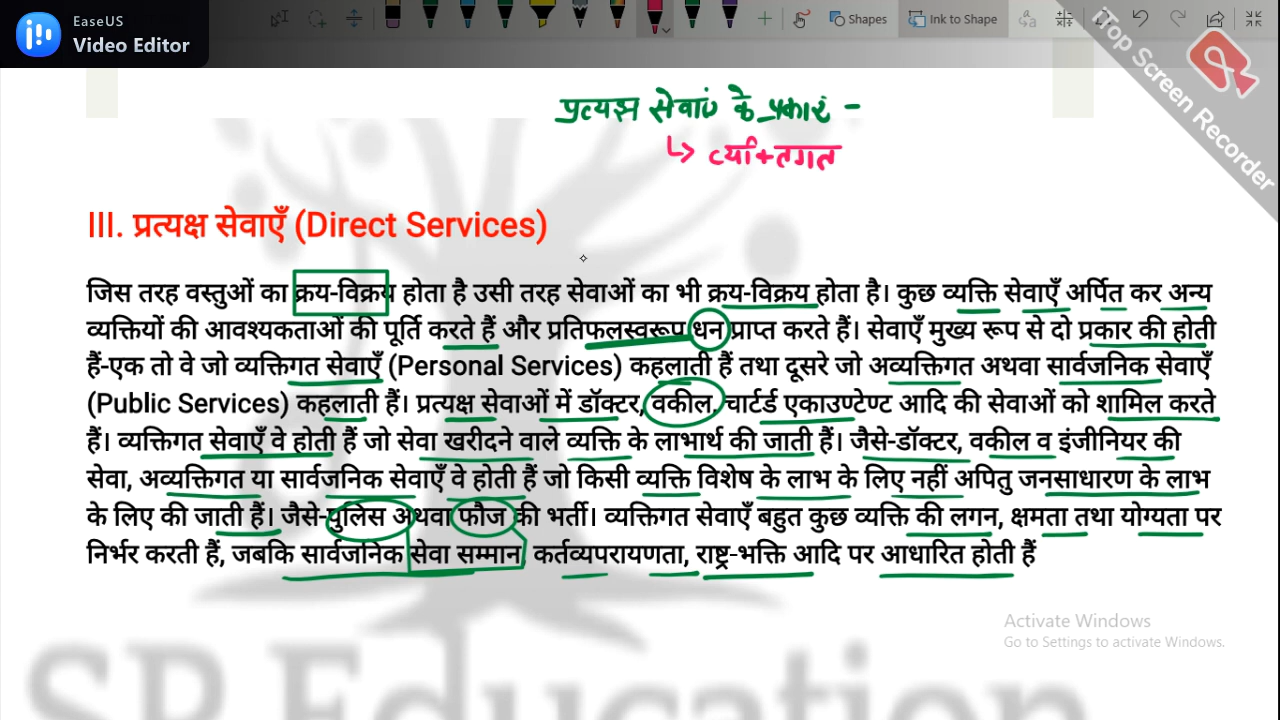 EaseUS
Video Editor
Shapes
Ink to Shape
iTop Screen Recorder
प्रत्यक्ष सेवाएं के प्रकार -
↳ व्यक्तिगत
III. प्रत्यक्ष सेवाएँ (Direct Services)
जिस तरह वस्तुओं का क्रय-विक्रय होता है उसी तरह सेवाओं का भी क्रय-विक्रय होता है। कुछ व्यक्ति सेवाएँ अर्पित कर अन्य
व्यक्तियों की आवश्यकताओं की पूर्ति करते हैं और प्रतिफलस्वरूप धन प्राप्त करते हैं। सेवाएँ मुख्य रूप से दो प्रकार की होती
हैं-एक तो वे जो व्यक्तिगत सेवाएँ (Personal Services) कहलाती हैं तथा दूसरे जो अव्यक्तिगत अथवा सार्वजनिक सेवाएँ
(Public Services) कहलाती हैं। प्रत्यक्ष सेवाओं में डॉक्टर, वकील, चार्टर्ड एकाउण्टेण्ट आदि की सेवाओं को शामिल करते
हैं। व्यक्तिगत सेवाएँ वे होती हैं जो सेवा खरीदने वाले व्यक्ति के लाभार्थ की जाती हैं। जैसे-डॉक्टर, वकील व इंजीनियर की
सेवा, अव्यक्तिगत या सार्वजनिक सेवाएँ वे होती हैं जो किसी व्यक्ति विशेष के लाभ के लिए नहीं अपितु जनसाधारण के लाभ
के लिए की जाती हैं। जैसे-पुलिस अथवा फौज की भर्ती। व्यक्तिगत सेवाएँ बहुत कुछ व्यक्ति की लगन, क्षमता तथा योग्यता पर
निर्भर करती हैं, जबकि सार्वजनिक सेवा सम्मान, कर्तव्यपरायणता, राष्ट्र-भक्ति आदि पर आधारित होती हैं
Activate Windows
Go to Settings to activate Windows.
SP Education